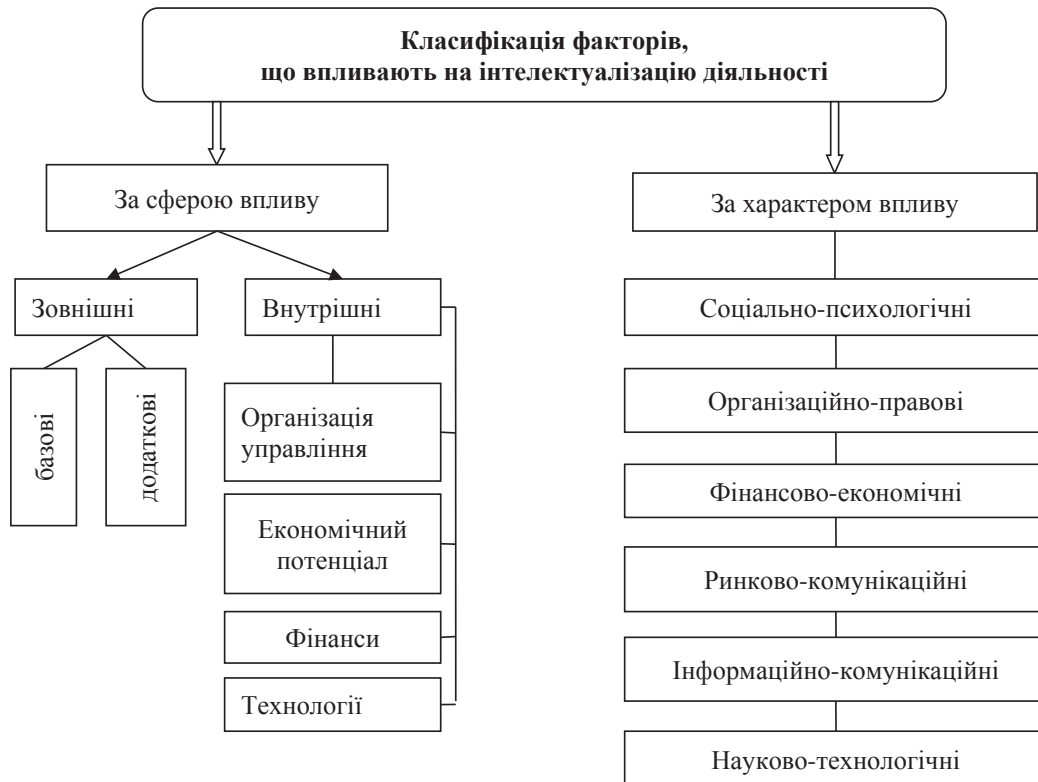 Класифікація факторів,
що впливають на інтелектуалізацію діяльності
За сферою впливу
За характером впливу
Зовнішні
Внутрішні
базові
додаткові
Організація
управління
Економічний
потенціал
Фінанси
Технології
Соціально-психологічні
Організаційно-правові
Фінансово-економічні
Ринково-комунікаційні
Інформаційно-комунікаційні
Науково-технологічні